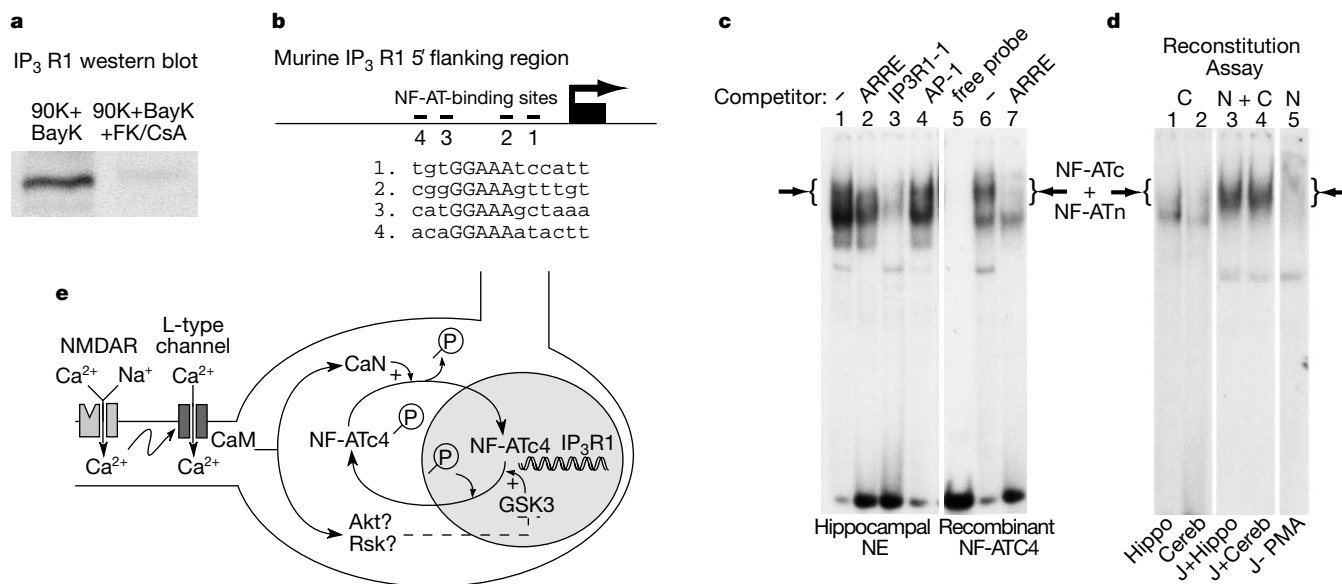 a
IP3 R1 western blot
90K+ 90K+BayK
BayK +FK/CsA
b
Murine IP3 R1 5′ flanking region
NF-AT-binding sites
4 3 2 1
1. tgtGGAAAtccatt
2. cggGGAAAgtttgt
3. catGGAAAgctaaa
4. acaGGAAAatactt
c
Competitor: – ARRE IP3R1-1 AP-1 free probe – ARRE
1 2 3 4 5 6 7
NF-ATc
+
NF-ATn
Hippocampal
NE
Recombinant
NF-ATC4
d
Reconstitution
Assay
C N + C N
1 2 3 4 5
Hippo Cereb J+Hippo J+Cereb J- PMA
e
NMDAR
L-type
channel
Ca2+ Na+ Ca2+
Ca2+ Ca2+
CaM
CaN
+
P
P
NF-ATc4
P
NF-ATc4
IP3R1
+
GSK3
Akt?
Rsk?